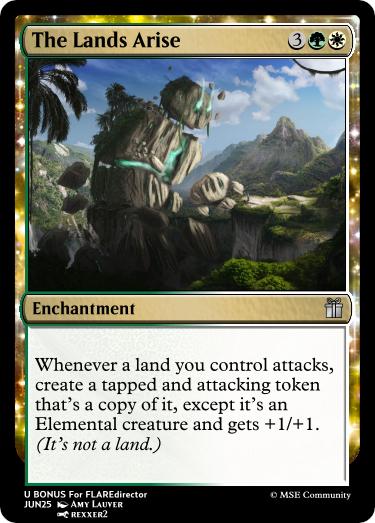 The Lands Arise 3
Enchantment
Whenever a land you control attacks,
create a tapped and attacking token
that's a copy of it, except it's an
Elemental creature and gets +1/+1.
(It's not a land.)
U BONUS For FLAREdirector
JUN25 Amy Lauver
rexxer2
© MSE Community